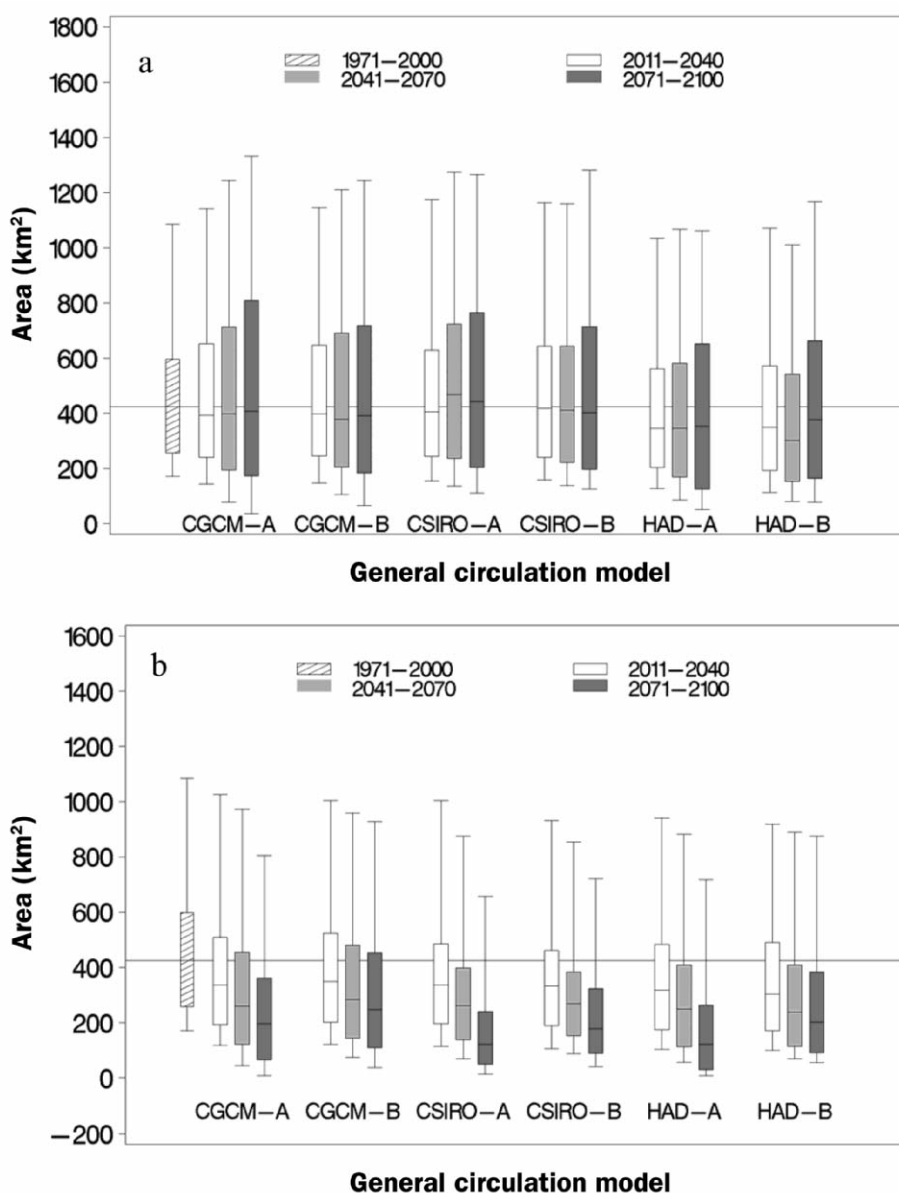 a
1971–2000
2011–2040
2041–2070
2071–2100
Area (km²)
1800
1600
1400
1200
1000
800
600
400
200
0
CGCM–A
CGCM–B
CSIRO–A
CSIRO–B
HAD–A
HAD–B
General circulation model
b
1971–2000
2011–2040
2041–2070
2071–2100
Area (km²)
1600
1400
1200
1000
800
600
400
200
0
–200
CGCM–A
CGCM–B
CSIRO–A
CSIRO–B
HAD–A
HAD–B
General circulation model